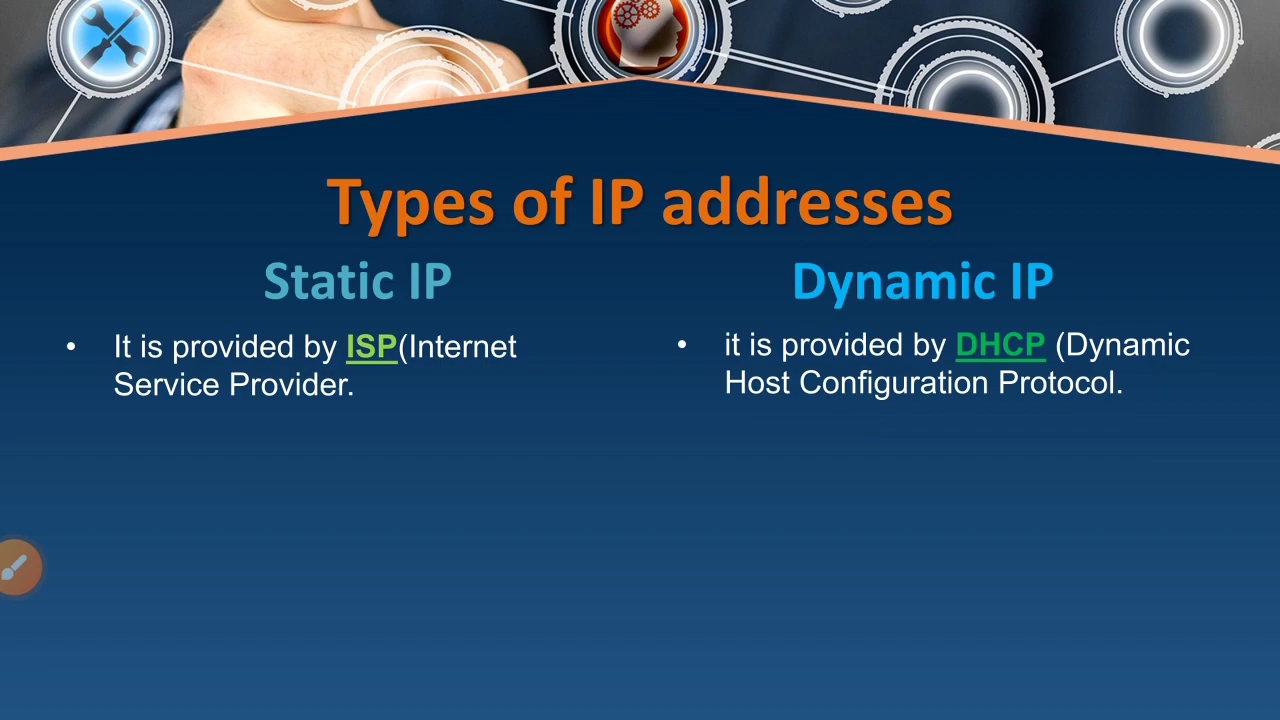 Types of IP addresses
Static IP
• It is provided by ISP(Internet
Service Provider.
Dynamic IP
• it is provided by DHCP (Dynamic
Host Configuration Protocol.